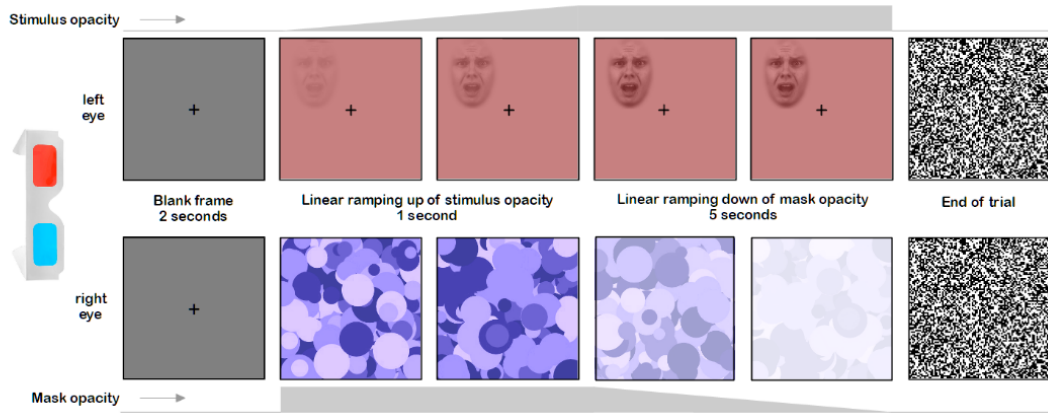 Stimulus opacity
left
eye
Blank frame
2 seconds
Linear ramping up of stimulus opacity
1 second
Linear ramping down of mask opacity
5 seconds
End of trial
right
eye
Mask opacity